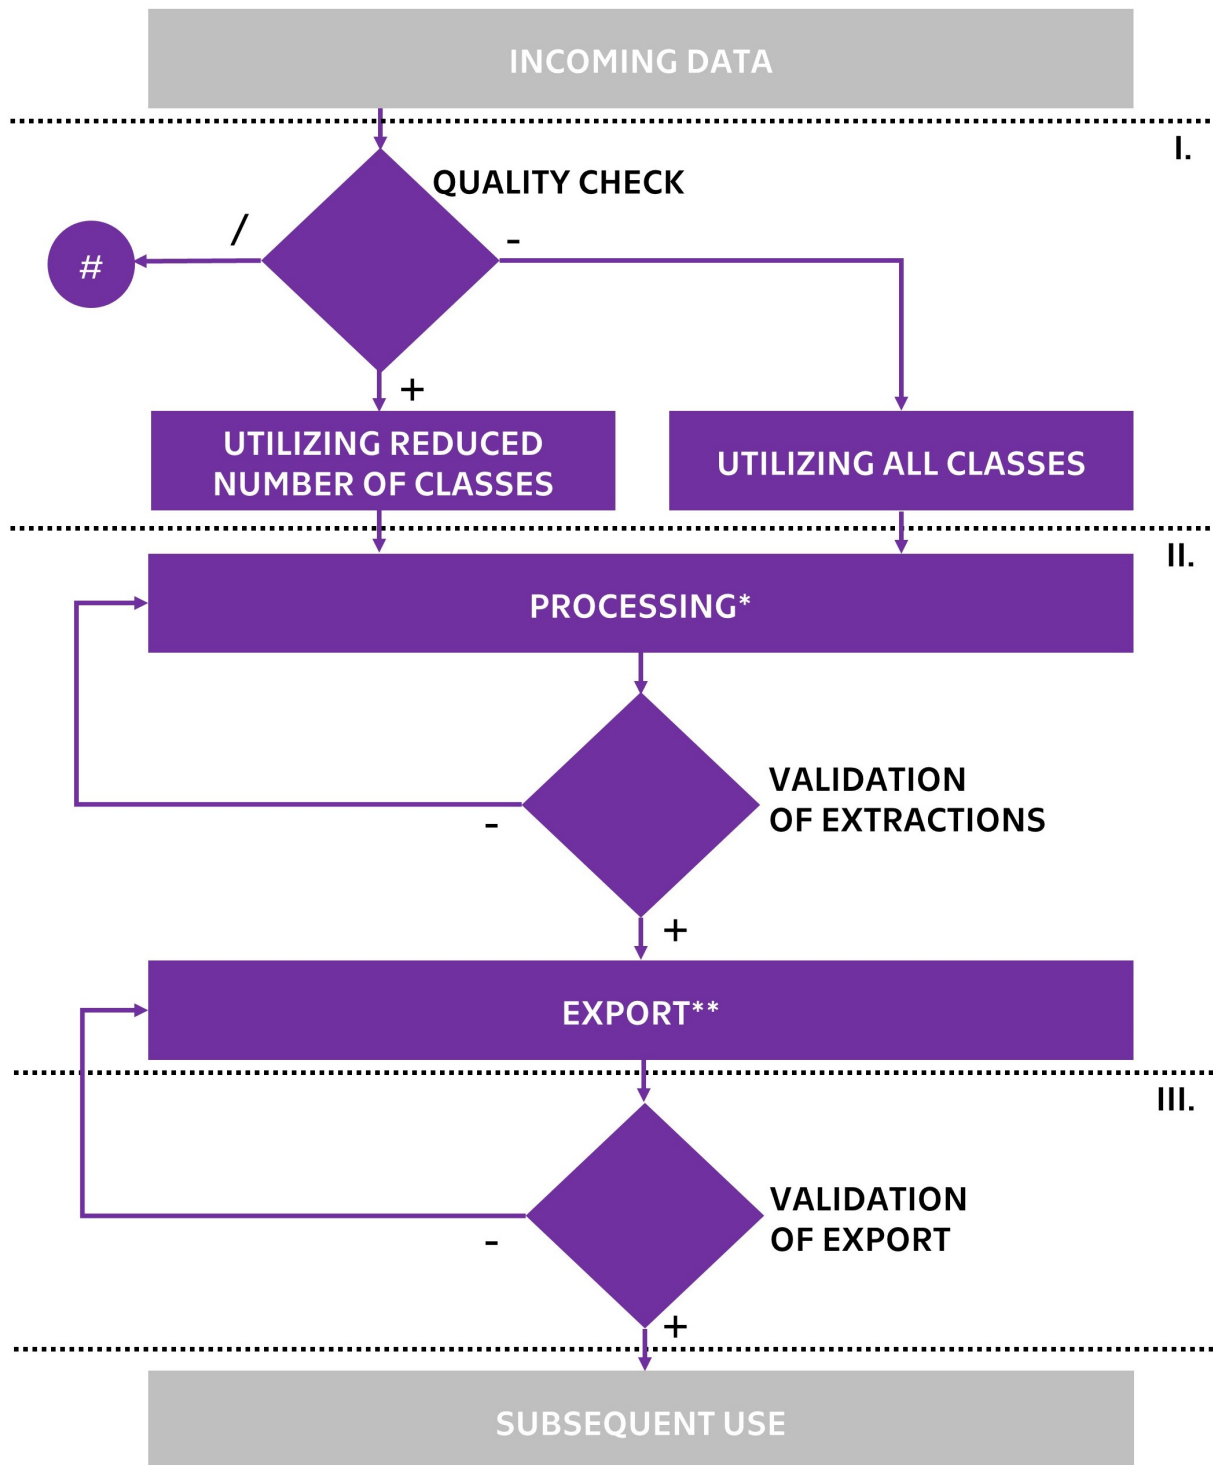 INCOMING DATA
I.
QUALITY CHECK
/
-
#
+
UTILIZING REDUCED
NUMBER OF CLASSES
UTILIZING ALL CLASSES
II.
PROCESSING*
VALIDATION
OF EXTRACTIONS
-
+
EXPORT**
III.
VALIDATION
OF EXPORT
-
+
SUBSEQUENT USE